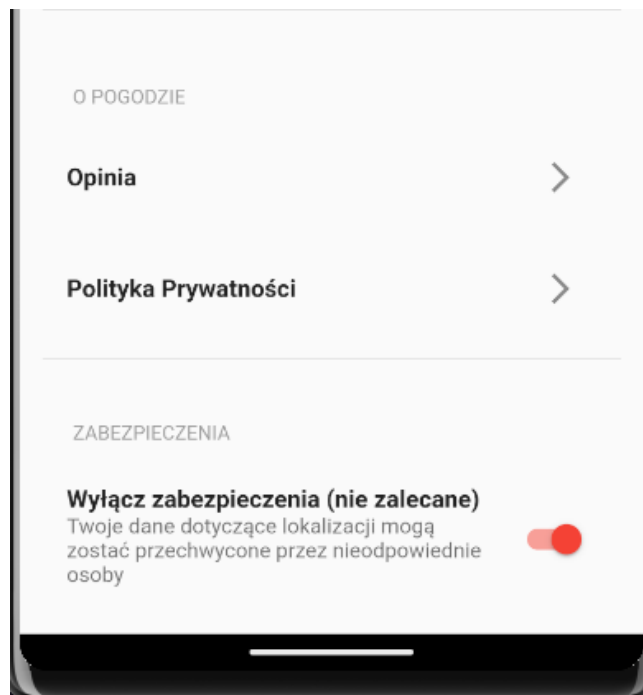 O POGODZIE
Opinia
Polityka Prywatności
ZABEZPIECZENIA
Wyłącz zabezpieczenia (nie zalecane)
Twoje dane dotyczące lokalizacji mogą
zostać przechwycone przez nieodpowiednie
osoby